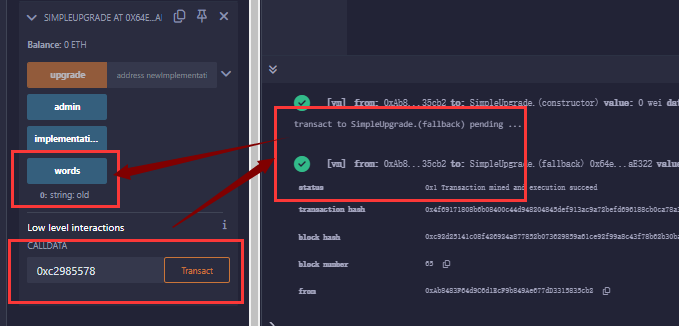 SIMPLEUPGRADE AT 0X64E...AE
Balance: 0 ETH
upgrade
address newImplementati
admin
implementati...
words
0: string: old
Low level interactions
i
CALLDATA
0xc2985578
Transact
[vm] from: 0xAb8...35cb2 to: SimpleUpgrade.(constructor) value: 0 wei dat
transact to SimpleUpgrade.(fallback) pending ...
[vm] from: 0xAb8...35cb2 to: SimpleUpgrade.(fallback) 0x64e...aE322 value
status
0x1 Transaction mined and execution succeed
transaction hash
block hash
block number
65
from
0xAb8483F64d9C6d1EcF9b849Ae677dD3315835cb2